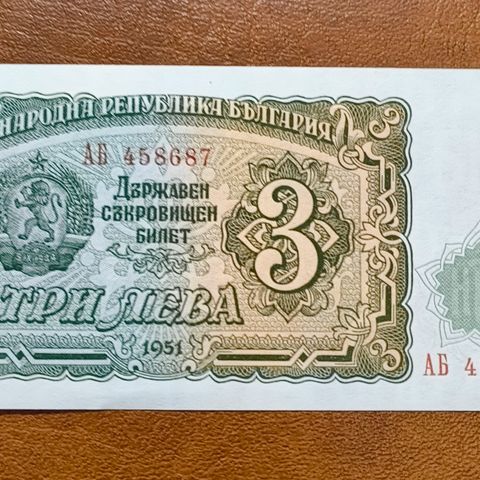 НАРОДНА РЕПУБЛИКА БЪЛГАРИЯ
АБ 458687
ДЪРЖАВЕН
СЪКРОВИЩЕН
БИЛЕТ
3
ТРИ ЛЕВА
1951
АБ 4